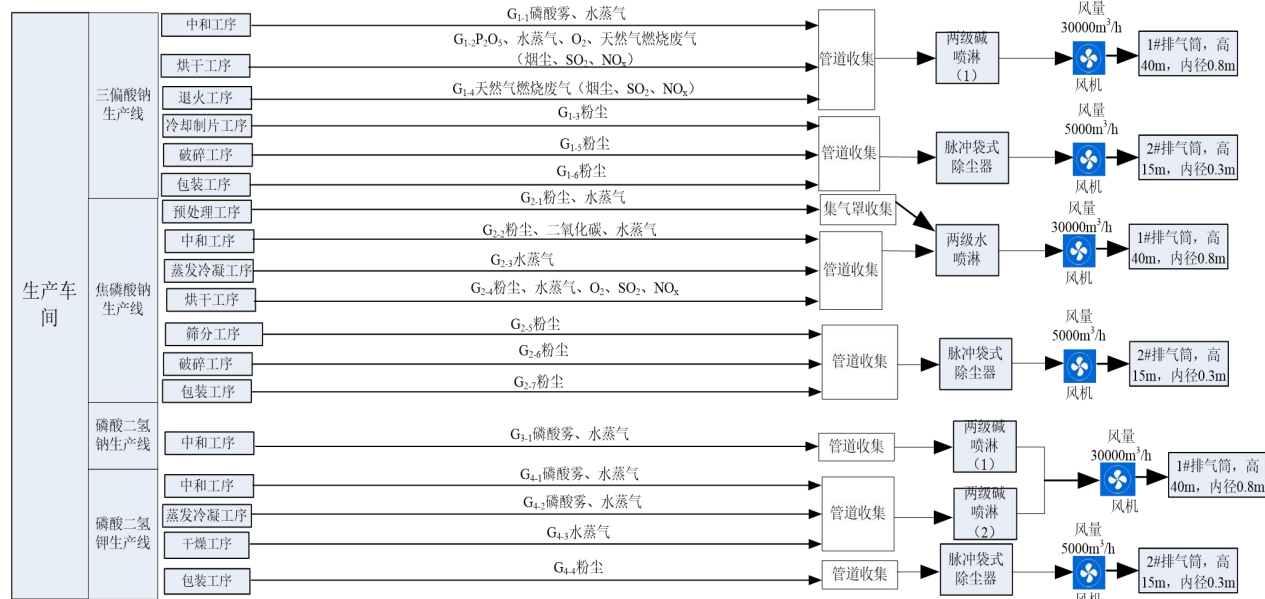 生产车
间
三偏酸钠
生产线
中和工序
G1-1磷酸雾、水蒸气
烘干工序
G1-2P2O5、水蒸气、O2、天然气燃烧废气
（烟尘、SO2、NOx）
退火工序
G1-4天然气燃烧废气（烟尘、SO2、NOx）
管道收集
两级碱
喷淋
（1）
风量
30000m3/h
风机
1#排气筒，高
40m，内径0.8m
冷却制片工序
G1-3粉尘
破碎工序
G1-5粉尘
包装工序
G1-6粉尘
管道收集
脉冲袋式
除尘器
风量
5000m3/h
风机
2#排气筒，高
15m，内径0.3m
焦磷酸钠
生产线
预处理工序
G2-1粉尘、水蒸气
集气罩收集
中和工序
G2-2粉尘、二氧化碳、水蒸气
蒸发冷凝工序
G2-3水蒸气
烘干工序
G2-4粉尘、水蒸气、O2、SO2、NOx
管道收集
两级水
喷淋
风量
30000m3/h
风机
1#排气筒，高
40m，内径0.8m
筛分工序
G2-5粉尘
破碎工序
G2-6粉尘
包装工序
G2-7粉尘
管道收集
脉冲袋式
除尘器
风量
5000m3/h
风机
2#排气筒，高
15m，内径0.3m
磷酸二氢
钠生产线
中和工序
G3-1磷酸雾、水蒸气
管道收集
两级碱
喷淋
（1）
磷酸二氢
钾生产线
中和工序
G4-1磷酸雾、水蒸气
蒸发冷凝工序
G4-2磷酸雾、水蒸气
干燥工序
G4-3水蒸气
管道收集
两级碱
喷淋
（2）
风量
30000m3/h
风机
1#排气筒，高
40m，内径0.8m
包装工序
G4-4粉尘
管道收集
脉冲袋式
除尘器
风量
5000m3/h
风机
2#排气筒，高
15m，内径0.3m